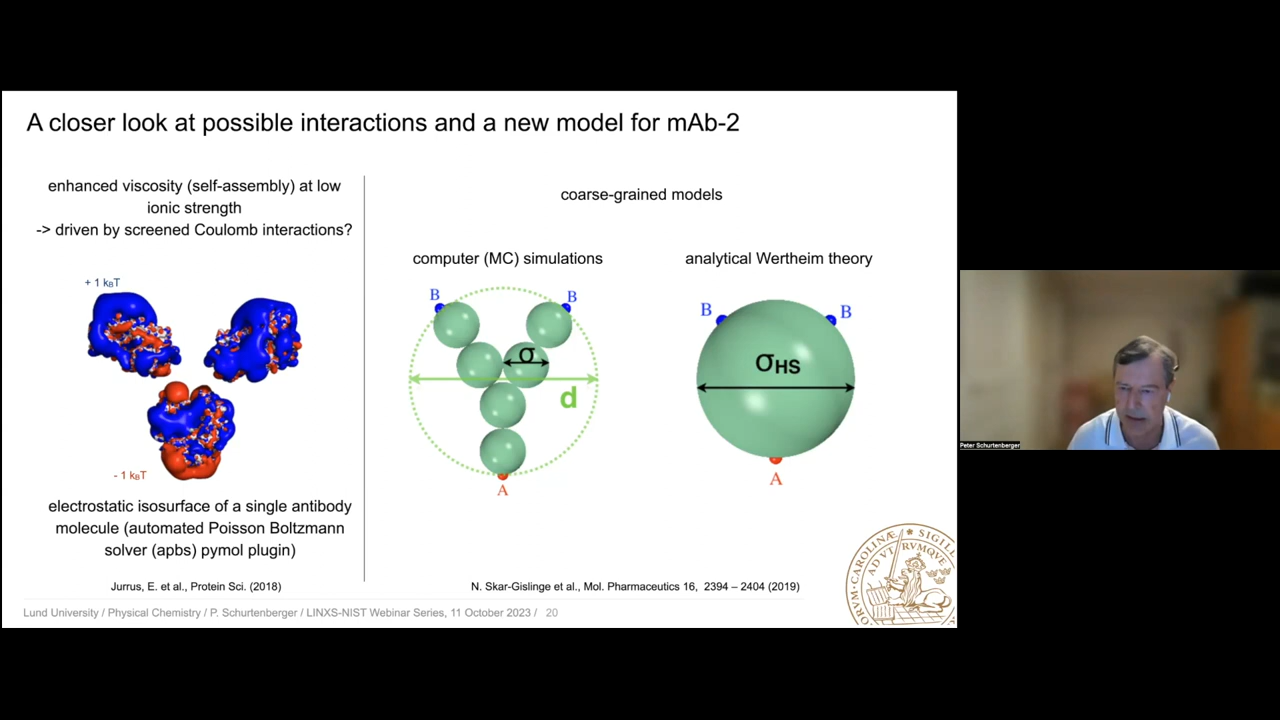 A closer look at possible interactions and a new model for mAb-2
enhanced viscosity (self-assembly) at low
ionic strength
-> driven by screened Coulomb interactions?
+ 1 kBT
- 1 kBT
electrostatic isosurface of a single antibody
molecule (automated Poisson Boltzmann
solver (apbs) pymol plugin)
Jurrus, E. et al., Protein Sci. (2018)
coarse-grained models
computer (MC) simulations
B
B
σ
d
A
analytical Wertheim theory
B
B
σHS
A
N. Skar-Gislinge et al., Mol. Pharmaceutics 16, 2394 – 2404 (2019)
Lund University / Physical Chemistry / P. Schurtenberger / LINXS-NIST Webinar Series, 11 October 2023 / 20
CAROLINÆ * SIGILL
AD VTRVMQVE
Peter Schurtenberger